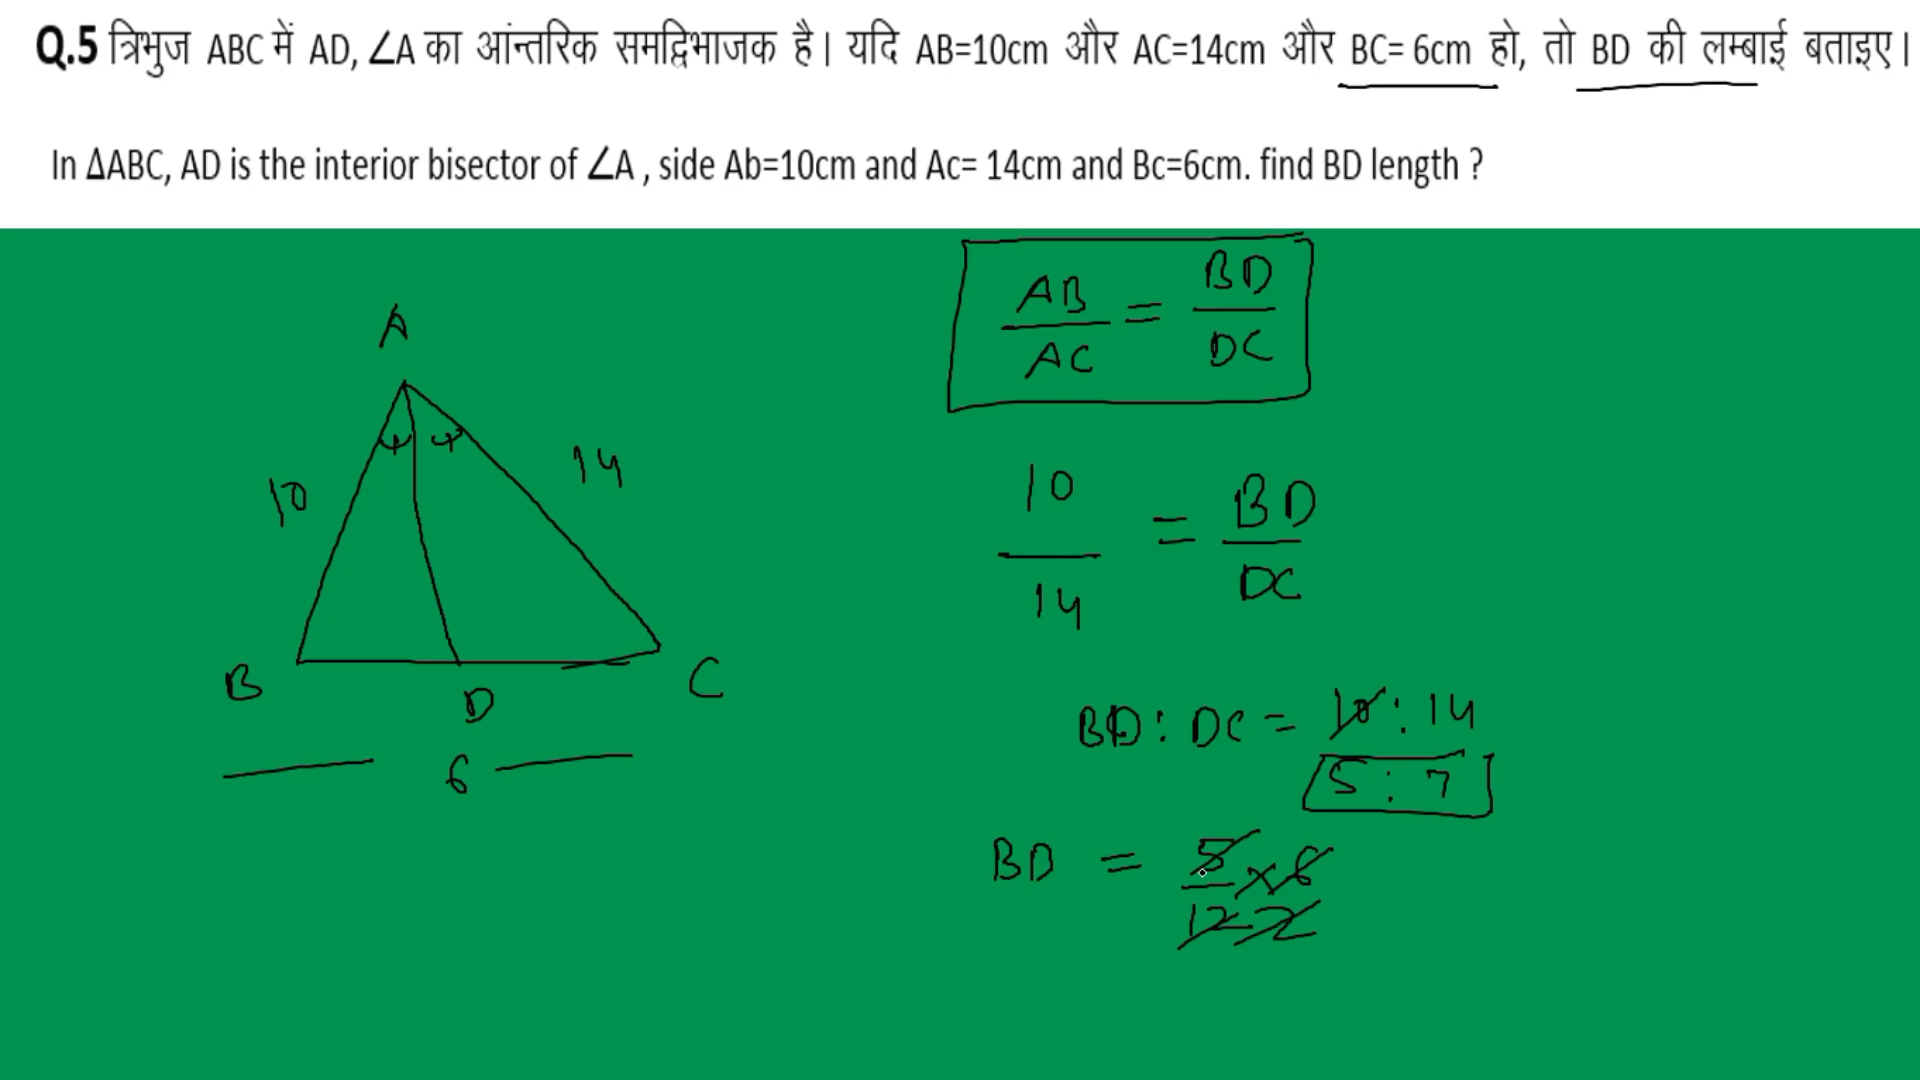 Q.5 त्रिभुज ABC में AD, ∠A का आंन्तरिक समद्विभाजक है। यदि AB=10cm और AC=14cm और BC= 6cm हो, तो BD की लम्बाई बताइए।
In ΔABC, AD is the interior bisector of ∠A , side Ab=10cm and Ac= 14cm and Bc=6cm. find BD length ?
A
10
14
B
D
C
6
AB/AC = BD/DC
10/14 = BD/DC
BD : DC = 10 : 14
5 : 7
BD = 5/12 × 6
2